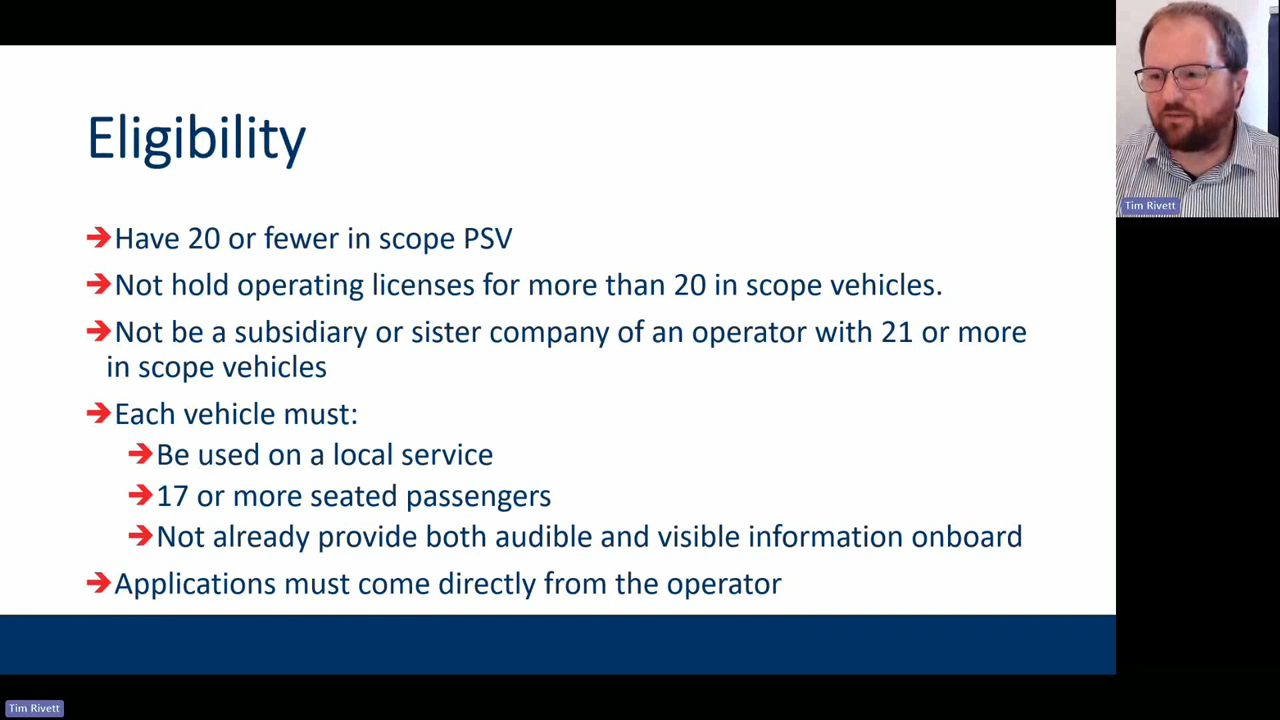 Eligibility
➔Have 20 or fewer in scope PSV
➔Not hold operating licenses for more than 20 in scope vehicles.
➔Not be a subsidiary or sister company of an operator with 21 or more
in scope vehicles
➔Each vehicle must:
➔Be used on a local service
➔17 or more seated passengers
➔Not already provide both audible and visible information onboard
➔Applications must come directly from the operator
Tim Rivett
Tim Rivett